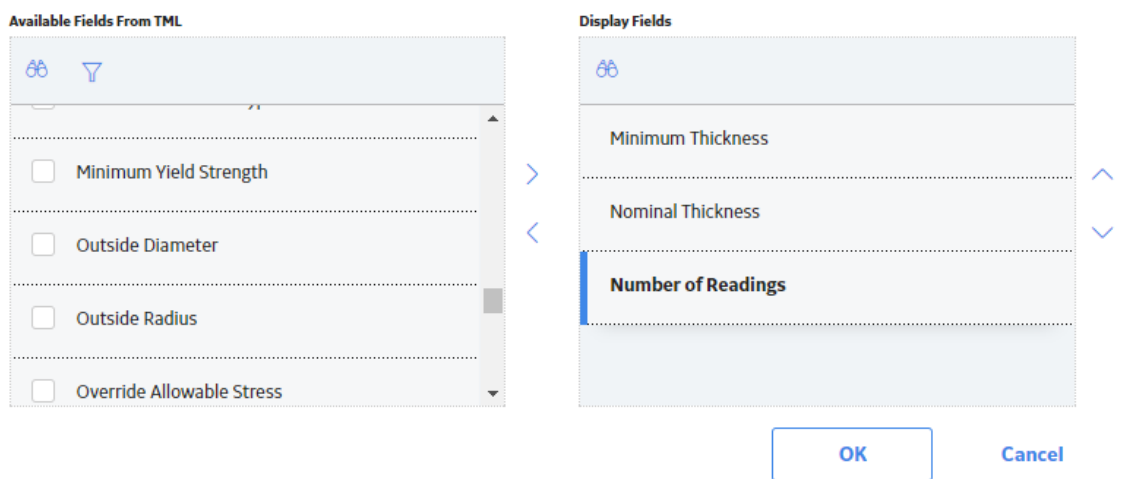 Available Fields From TML
Minimum Yield Strength
Outside Diameter
Outside Radius
Override Allowable Stress
Display Fields
Minimum Thickness
Nominal Thickness
Number of Readings
OK
Cancel